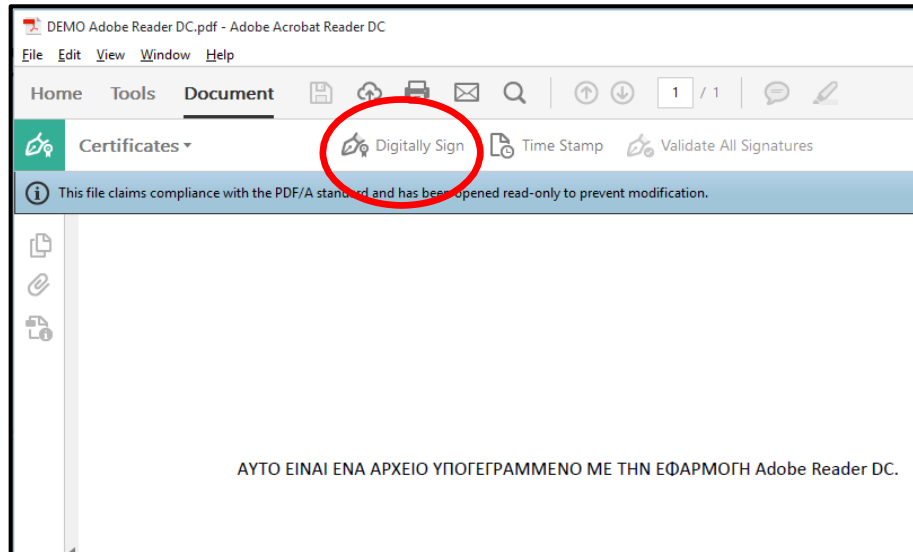 DEMO Adobe Reader DC.pdf - Adobe Acrobat Reader DC
File Edit View Window Help
Home Tools Document 1 / 1
Certificates Digitally Sign Time Stamp Validate All Signatures
This file claims compliance with the PDF/A standard and has been opened read-only to prevent modification.
ΑΥΤΟ ΕΙΝΑΙ ΕΝΑ ΑΡΧΕΙΟ ΥΠΟΓΕΓΡΑΜΜΕΝΟ ΜΕ ΤΗΝ ΕΦΑΡΜΟΓΗ Adobe Reader DC.